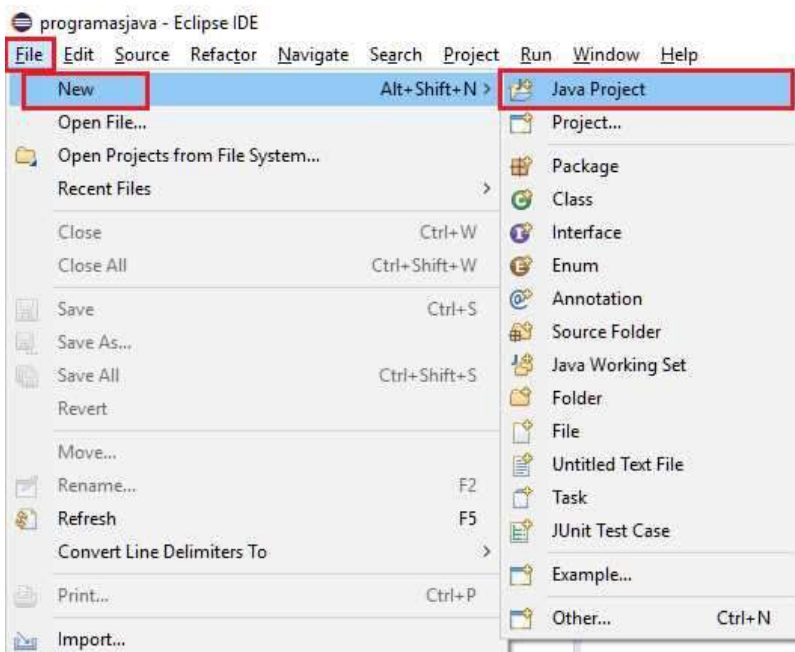 programasjava - Eclipse IDE
File Edit Source Refactor Navigate Search Project Run Window Help
New Alt+Shift+N >
Open File...
Open Projects from File System...
Recent Files >
Close Ctrl+W
Close All Ctrl+Shift+W
Save Ctrl+S
Save As...
Save All Ctrl+Shift+S
Revert
Move...
Rename... F2
Refresh F5
Convert Line Delimiters To >
Print... Ctrl+P
Import...
Java Project
Project...
Package
Class
Interface
Enum
Annotation
Source Folder
Java Working Set
Folder
File
Untitled Text File
Task
JUnit Test Case
Example...
Other... Ctrl+N